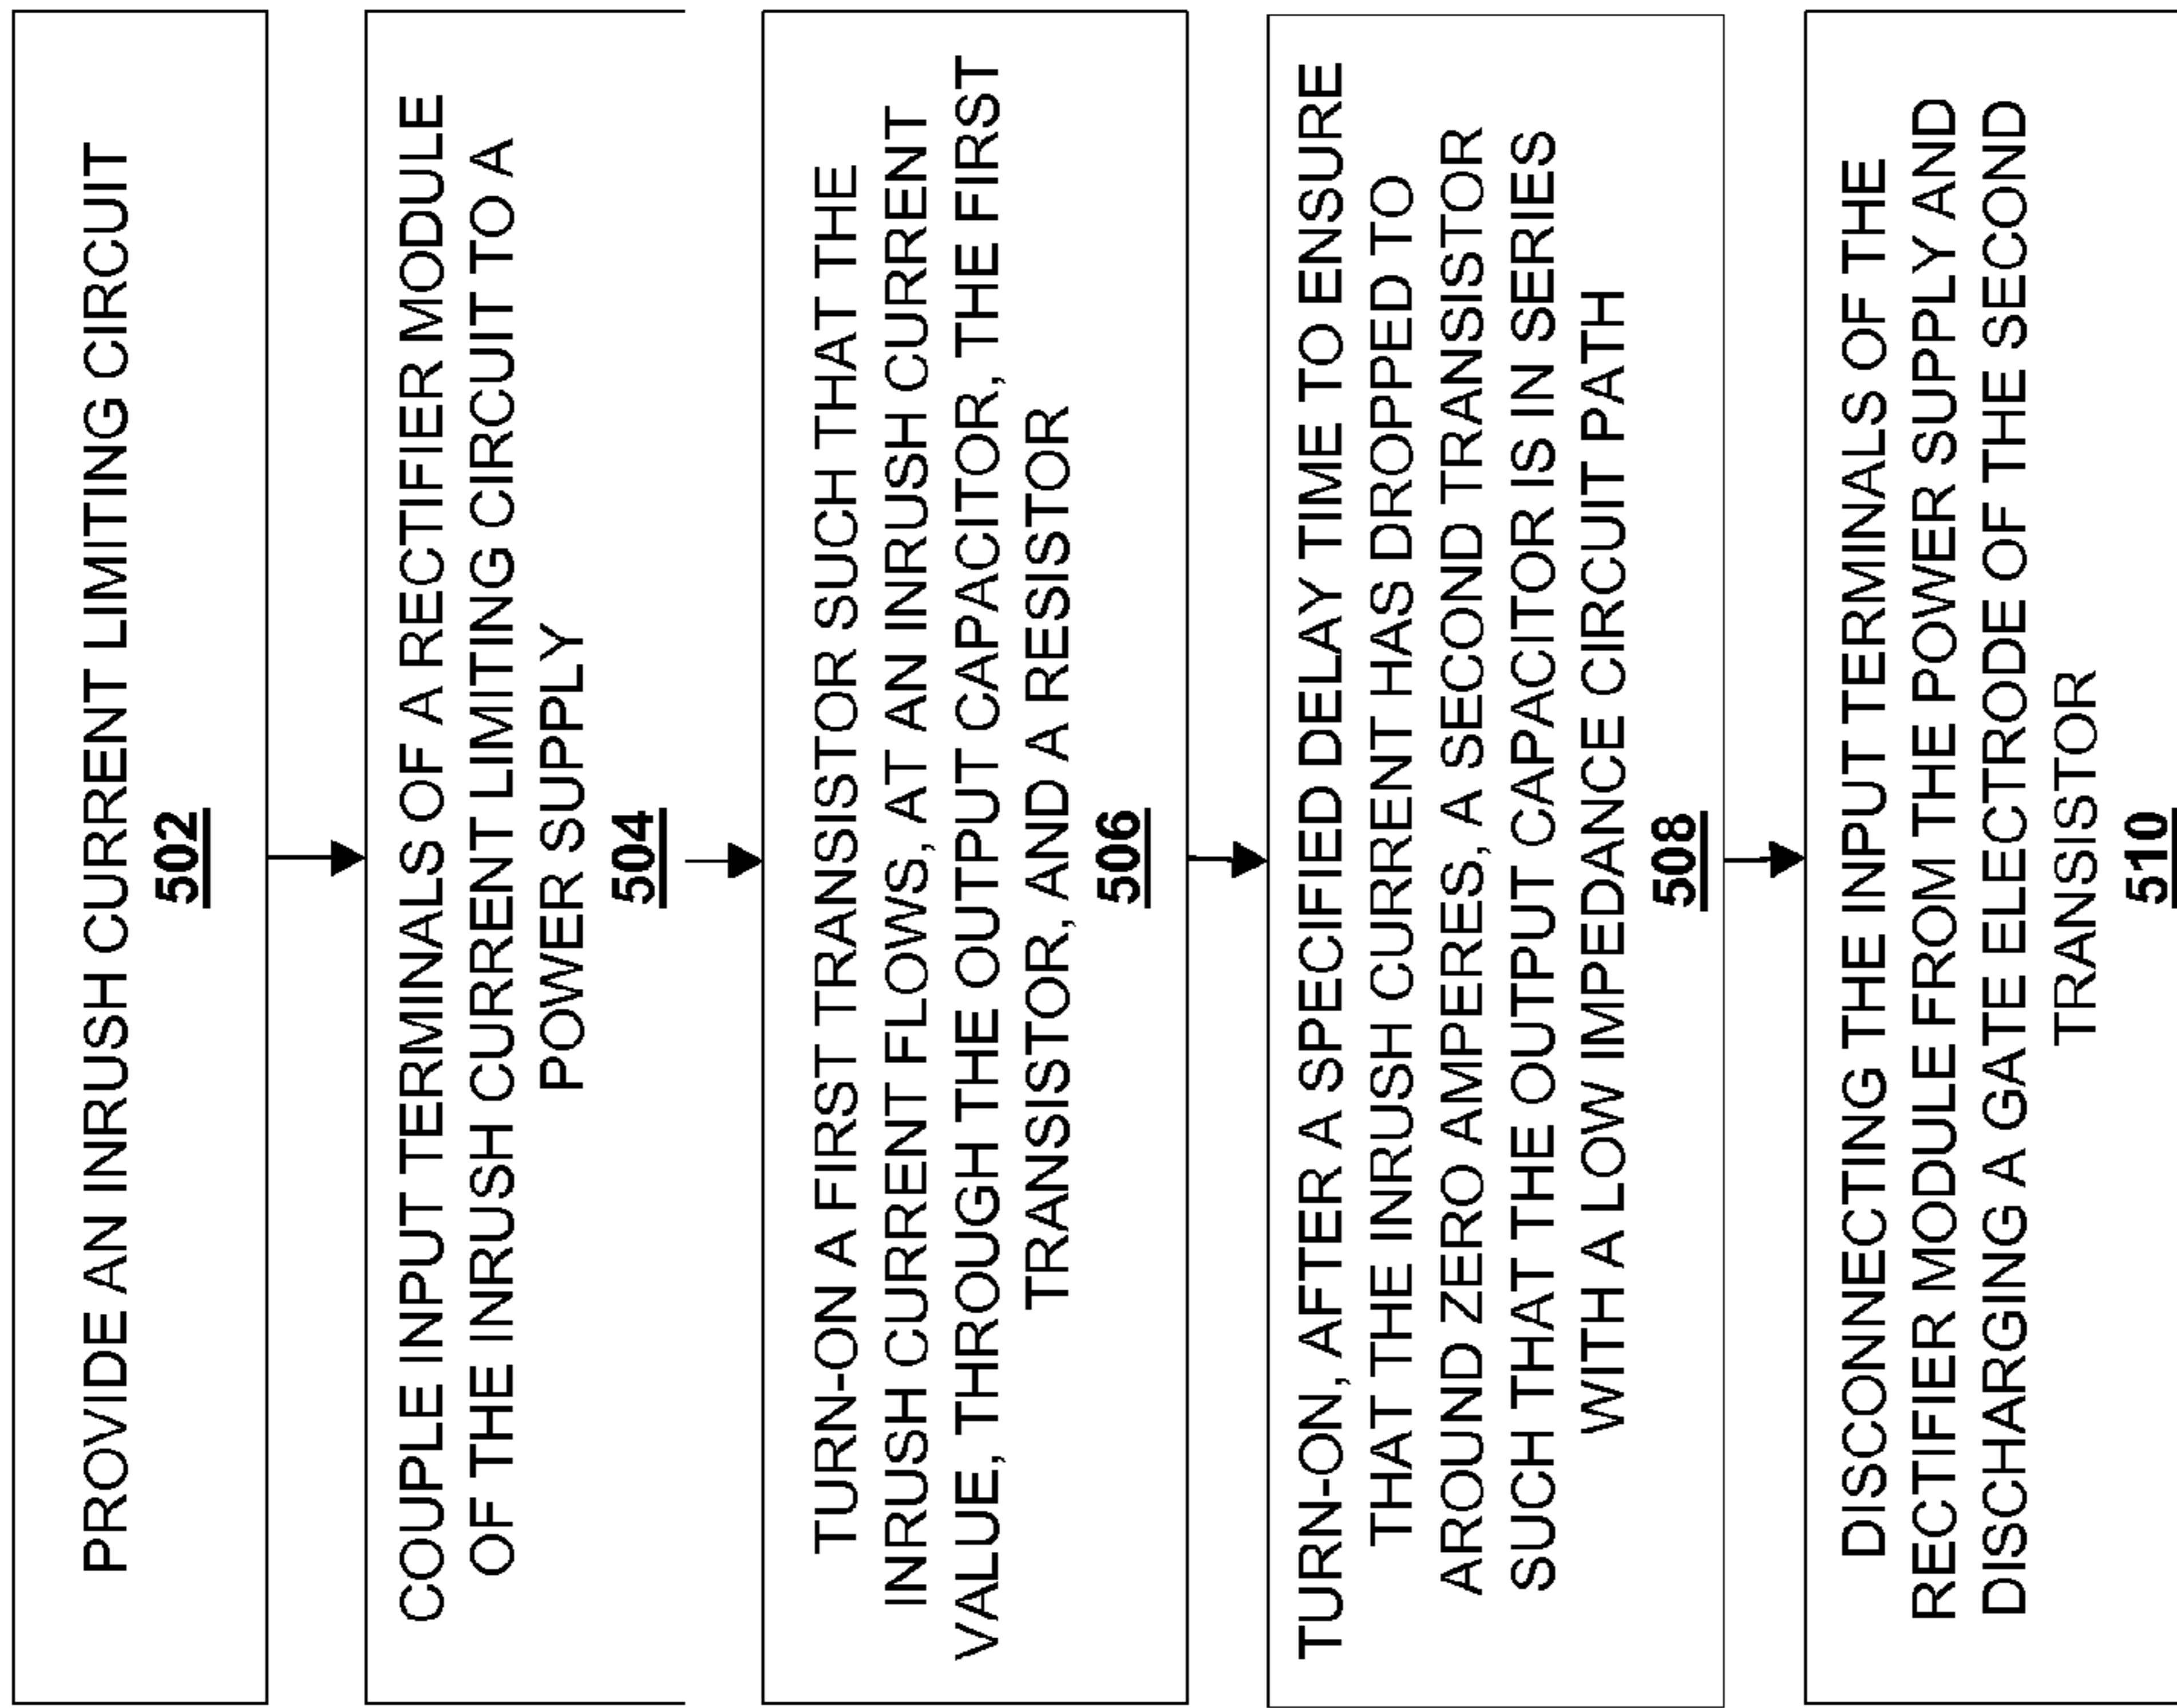 PROVIDE AN INRUSH CURRENT LIMITING CIRCUIT
502
COUPLE INPUT TERMINALS OF A RECTIFIER MODULE
OF THE INRUSH CURRENT LIMITING CIRCUIT TO A
POWER SUPPLY
504
TURN-ON A FIRST TRANSISTOR SUCH THAT THE
INRUSH CURRENT FLOWS, AT AN INRUSH CURRENT
VALUE, THROUGH THE OUTPUT CAPACITOR, THE FIRST
TRANSISTOR, AND A RESISTOR
506
TURN-ON, AFTER A SPECIFIED DELAY TIME TO ENSURE
THAT THE INRUSH CURRENT HAS DROPPED TO
AROUND ZERO AMPERES, A SECOND TRANSISTOR
SUCH THAT THE OUTPUT CAPACITOR IS IN SERIES
WITH A LOW IMPEDANCE CIRCUIT PATH
508
DISCONNECTING THE INPUT TERMINALS OF THE
RECTIFIER MODULE FROM THE POWER SUPPLY AND
DISCHARGING A GATE ELECTRODE OF THE SECOND
TRANSISTOR
510